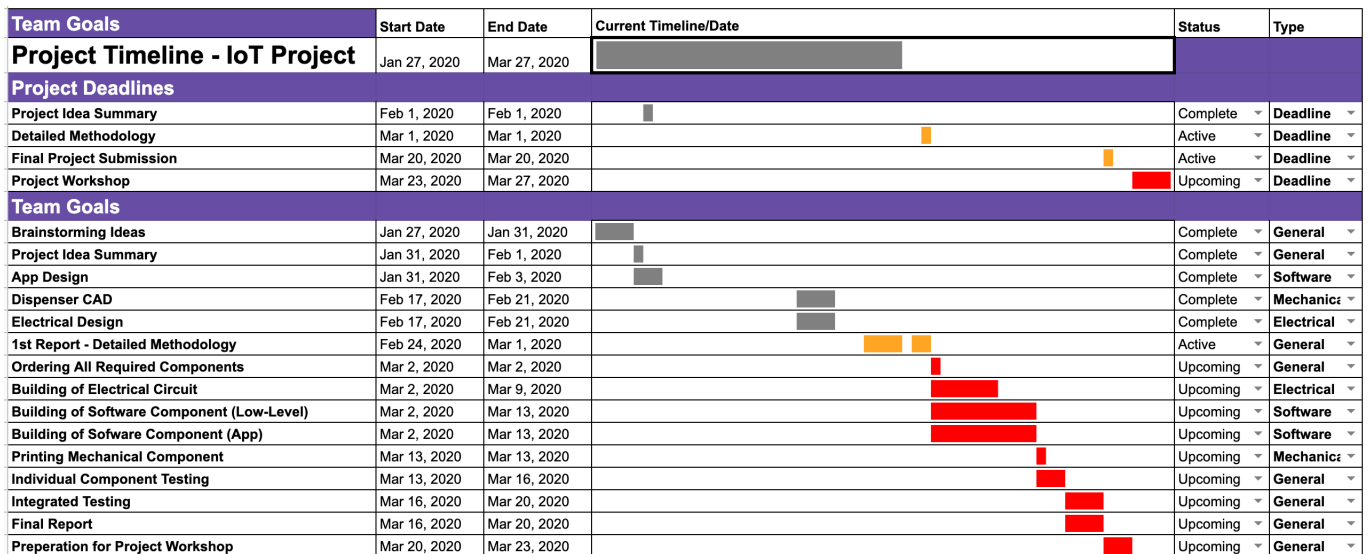 Team Goals Start Date End Date Current Timeline/Date Status Type
Project Timeline - IoT Project Jan 27, 2020 Mar 27, 2020
Project Deadlines
Project Idea Summary Feb 1, 2020 Feb 1, 2020 Complete Deadline
Detailed Methodology Mar 1, 2020 Mar 1, 2020 Active Deadline
Final Project Submission Mar 20, 2020 Mar 20, 2020 Active Deadline
Project Workshop Mar 23, 2020 Mar 27, 2020 Upcoming Deadline
Team Goals
Brainstorming Ideas Jan 27, 2020 Jan 31, 2020 Complete General
Project Idea Summary Jan 31, 2020 Feb 1, 2020 Complete General
App Design Jan 31, 2020 Feb 3, 2020 Complete Software
Dispenser CAD Feb 17, 2020 Feb 21, 2020 Complete Mechanica
Electrical Design Feb 17, 2020 Feb 21, 2020 Complete Electrical
1st Report - Detailed Methodology Feb 24, 2020 Mar 1, 2020 Active General
Ordering All Required Components Mar 2, 2020 Mar 2, 2020 Upcoming General
Building of Electrical Circuit Mar 2, 2020 Mar 9, 2020 Upcoming Electrical
Building of Software Component (Low-Level) Mar 2, 2020 Mar 13, 2020 Upcoming Software
Building of Sofware Component (App) Mar 2, 2020 Mar 13, 2020 Upcoming Software
Printing Mechanical Component Mar 13, 2020 Mar 13, 2020 Upcoming Mechanica
Individual Component Testing Mar 13, 2020 Mar 16, 2020 Upcoming General
Integrated Testing Mar 16, 2020 Mar 20, 2020 Upcoming General
Final Report Mar 16, 2020 Mar 20, 2020 Upcoming General
Preperation for Project Workshop Mar 20, 2020 Mar 23, 2020 Upcoming General